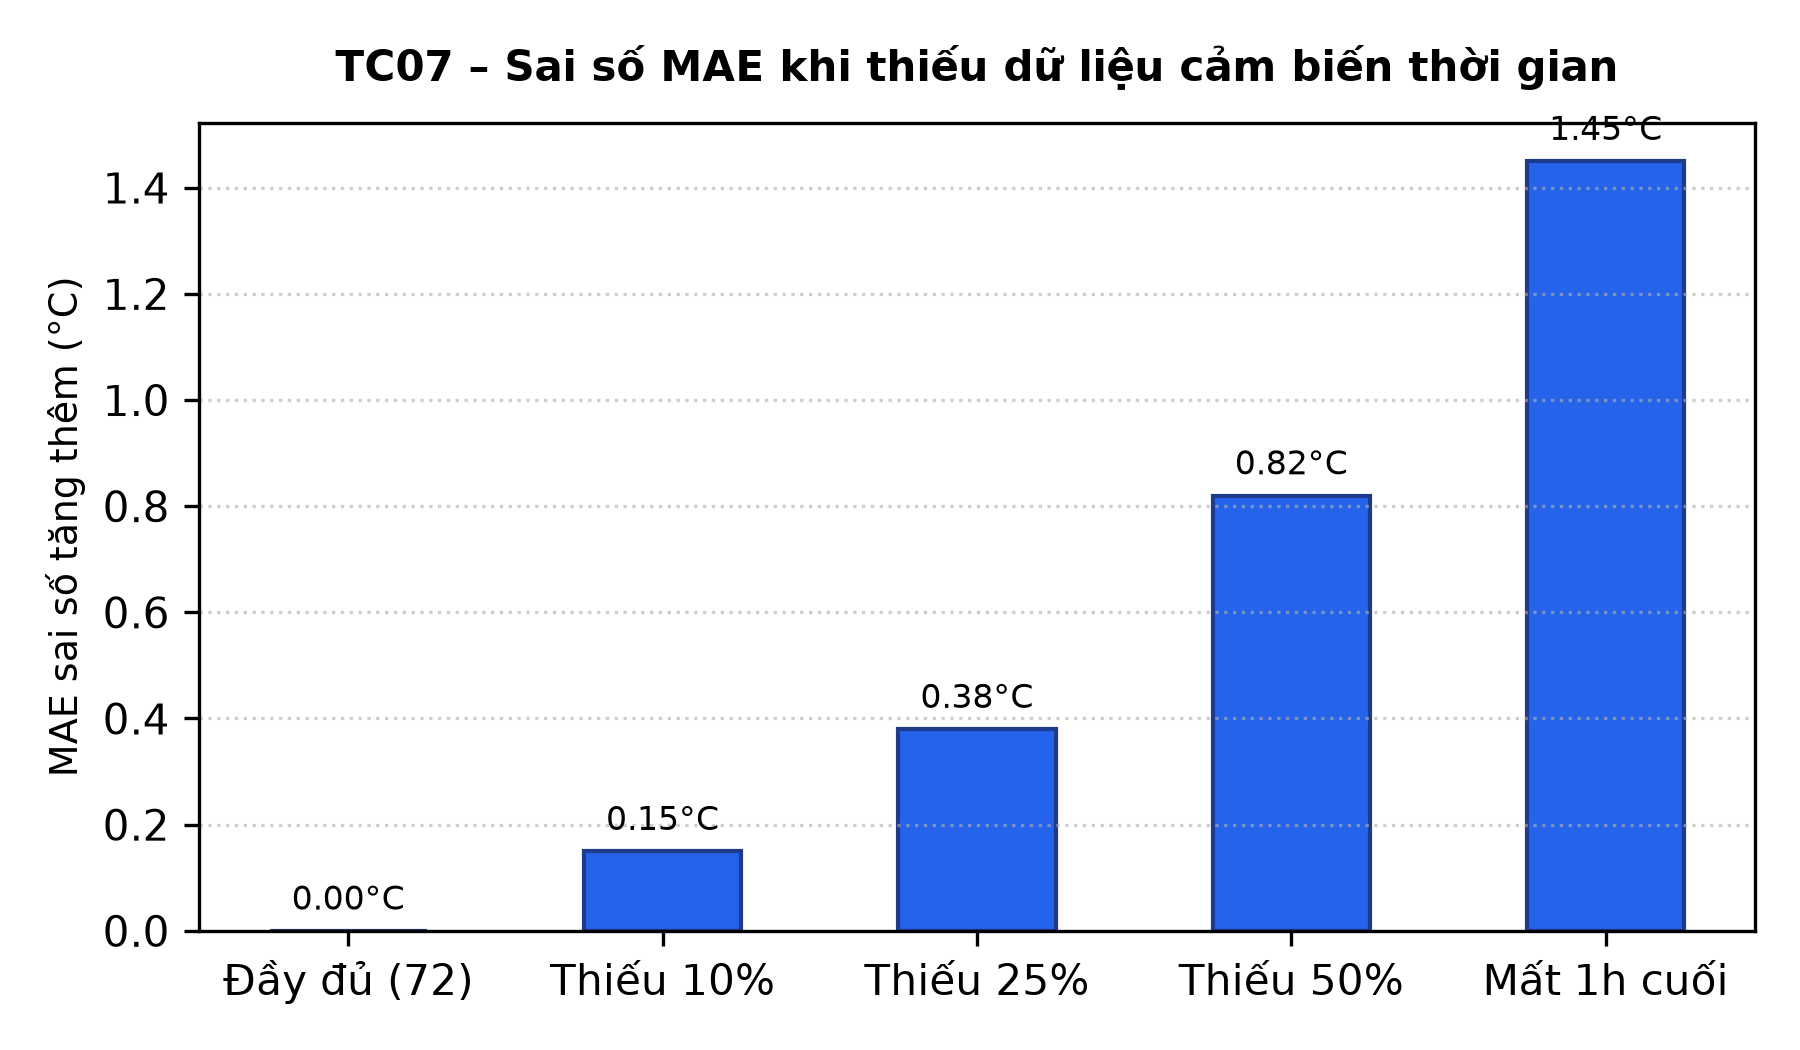 TC07 – Sai số MAE khi thiếu dữ liệu cảm biến thời gian
MAE sai số tăng thêm (°C)
1.4
1.2
1.0
0.8
0.6
0.4
0.2
0.0
0.00°C
0.15°C
0.38°C
0.82°C
1.45°C
Đầy đủ (72)
Thiếu 10%
Thiếu 25%
Thiếu 50%
Mất 1h cuối